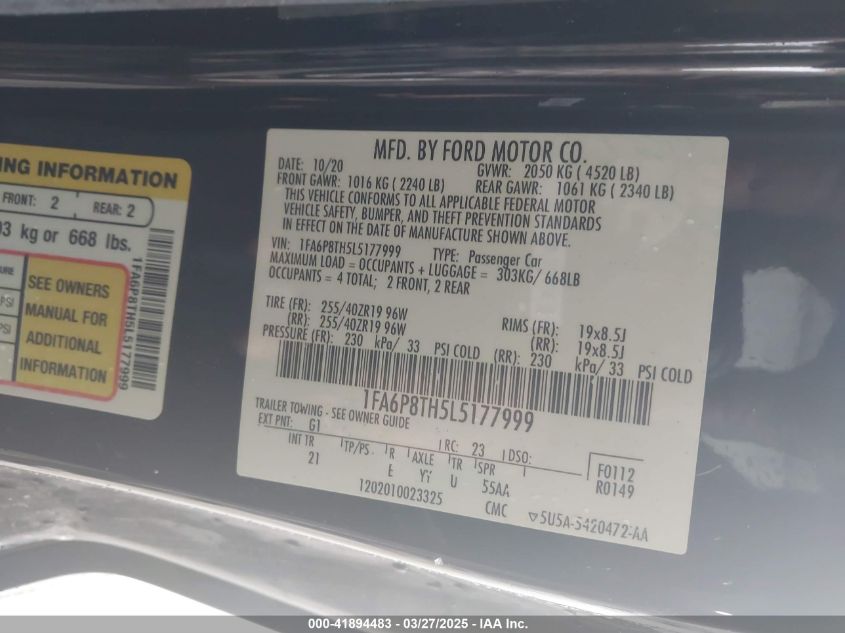 ING INFORMATION
FRONT: 2
REAR: 2
03 kg or 668 lbs.
URE
PSI
PSI
SEE OWNERS
MANUAL FOR
ADDITIONAL
INFORMATION
1FA6P8TH5L5177999
MFD. BY FORD MOTOR CO.
DATE: 10/20 GVWR: 2050 KG ( 4520 LB)
FRONT GAWR: 1016 KG ( 2240 LB) REAR GAWR: 1061 KG ( 2340 LB)
THIS VEHICLE CONFORMS TO ALL APPLICABLE FEDERAL MOTOR
VEHICLE SAFETY, BUMPER, AND THEFT PREVENTION STANDARDS
IN EFFECT ON THE DATE OF MANUFACTURE SHOWN ABOVE.
VIN: 1FA6P8TH5L5177999 TYPE: Passenger Car
MAXIMUM LOAD = OCCUPANTS + LUGGAGE = 303KG/ 668LB
OCCUPANTS = 4 TOTAL; 2 FRONT, 2 REAR
TIRE (FR): 255/40ZR19 96W RIMS (FR): 19x8.5J
(RR): 255/40ZR19 96W (RR): 19x8.5J
PRESSURE (FR): 230 kPa/ 33 PSI COLD (RR): 230 kPa/ 33 PSI COLD
1FA6P8TH5L5177999
TRAILER TOWING - SEE OWNER GUIDE
EXT PNT: G1 RC: 23 DSO:
INT TR TP/PS R AXLE TR SPR F0112
21 E YY U 55AA R0149
1202010023325 CMC 5U5A-5420472-AA
000-41894483 - 03/27/2025 - IAA Inc.